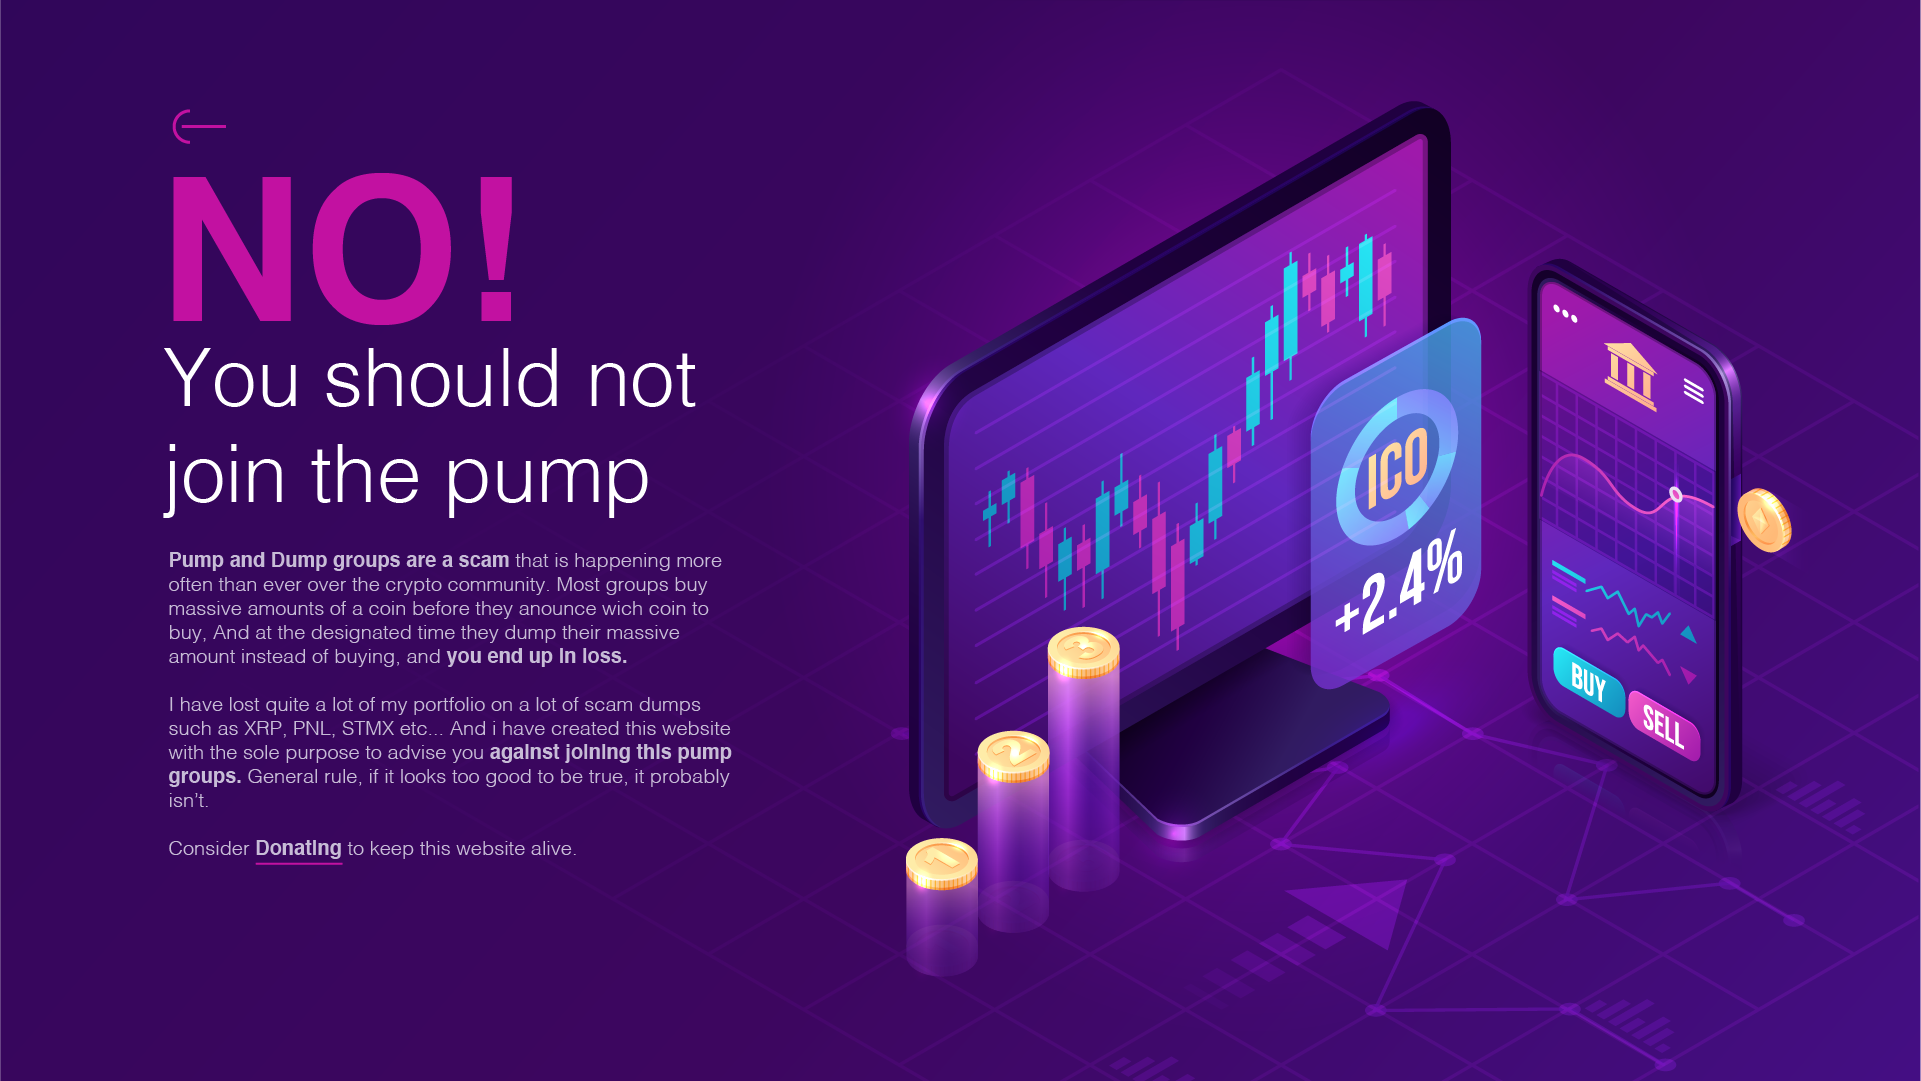 NO!
You should not
join the pump
Pump and Dump groups are a scam that is happening more
often than ever over the crypto community. Most groups buy
massive amounts of a coin before they anounce wich coin to
buy, And at the designated time they dump their massive
amount instead of buying, and you end up in loss.
I have lost quite a lot of my portfolio on a lot of scam dumps
such as XRP, PNL, STMX etc... And i have created this website
with the sole purpose to advise you against joining this pump
groups. General rule, if it looks too good to be true, it probably
isn't.
Consider Donating to keep this website alive.
ICO
+2.4%
BUY
SELL
3
2
1